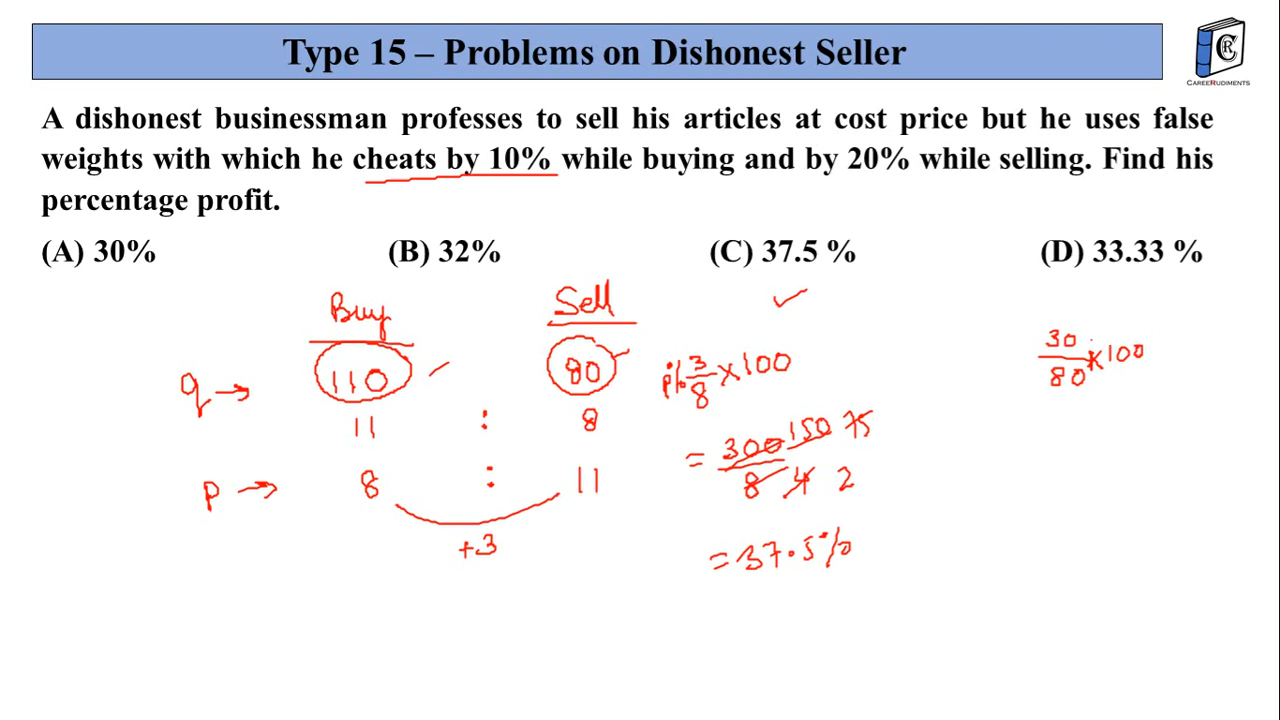 Type 15 – Problems on Dishonest Seller
CR
CAREERUDIMENTS
A dishonest businessman professes to sell his articles at cost price but he uses false
weights with which he cheats by 10% while buying and by 20% while selling. Find his
percentage profit.
(A) 30% (B) 32% (C) 37.5 % (D) 33.33 %
Buy Sell
q → 110 80
11 : 8
p → 8 : 11
+3
p% 3/8 × 100
= 300/8 150/4 75/2
= 37.5%
30/80 × 100